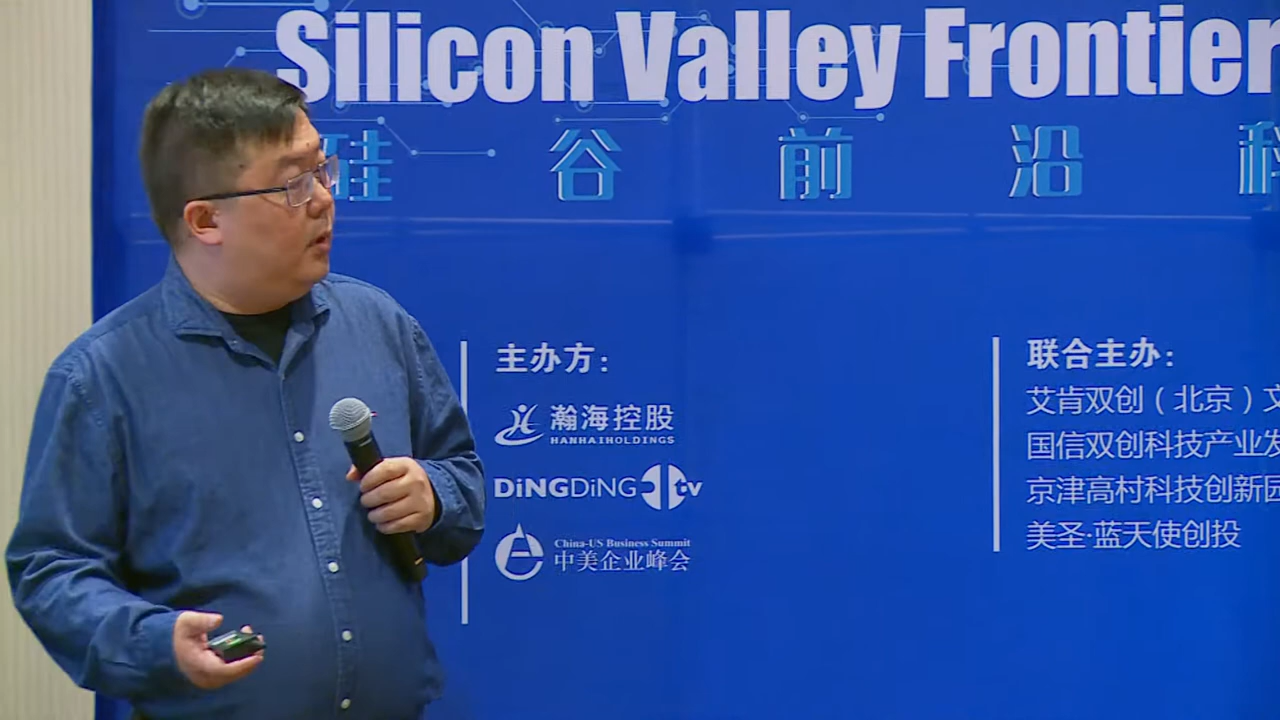 Silicon Valley Frontier
硅谷前沿科
主办方：
瀚海控股
HANHAIHOLDINGS
DiNGDiNG tv
China-US Business Summit
中美企业峰会
联合主办：
艾肯双创（北京）文
国信双创科技产业发
京津高村科技创新园
美圣·蓝天使创投